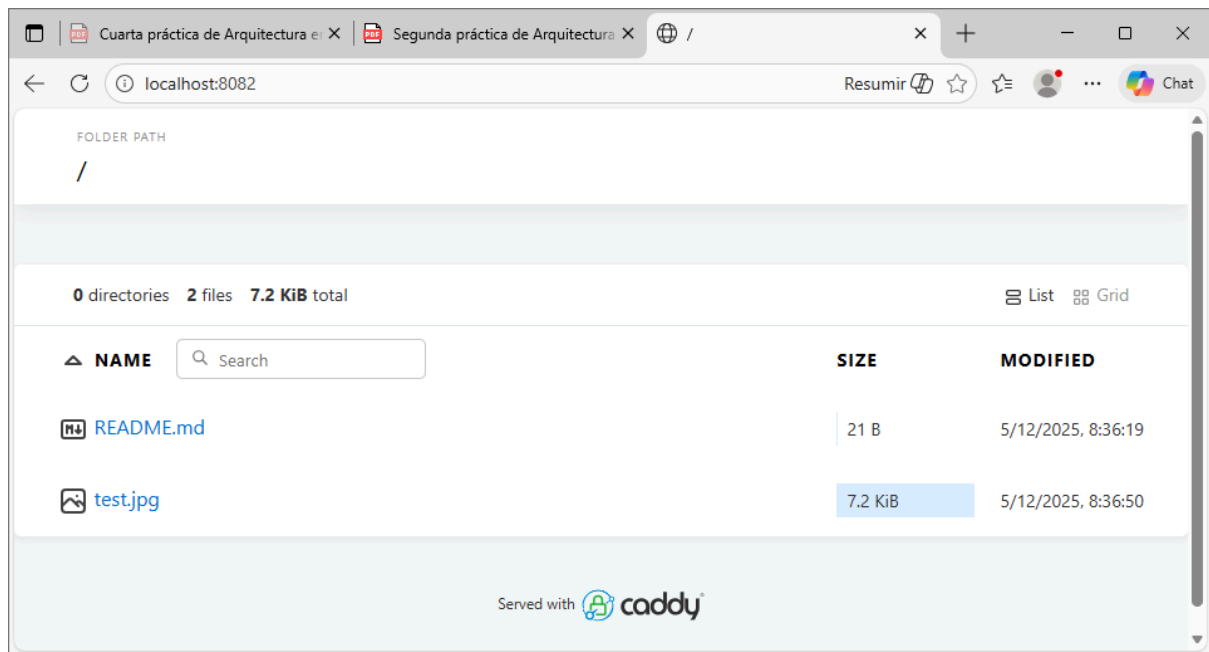 Cuarta práctica de Arquitectura en Segunda práctica de Arquitectura /
localhost:8082 Resumir Chat
FOLDER PATH
/
0 directories 2 files 7.2 KiB total List Grid
NAME Search SIZE MODIFIED
README.md 21 B 5/12/2025, 8:36:19
test.jpg 7.2 KiB 5/12/2025, 8:36:50
Served with caddy